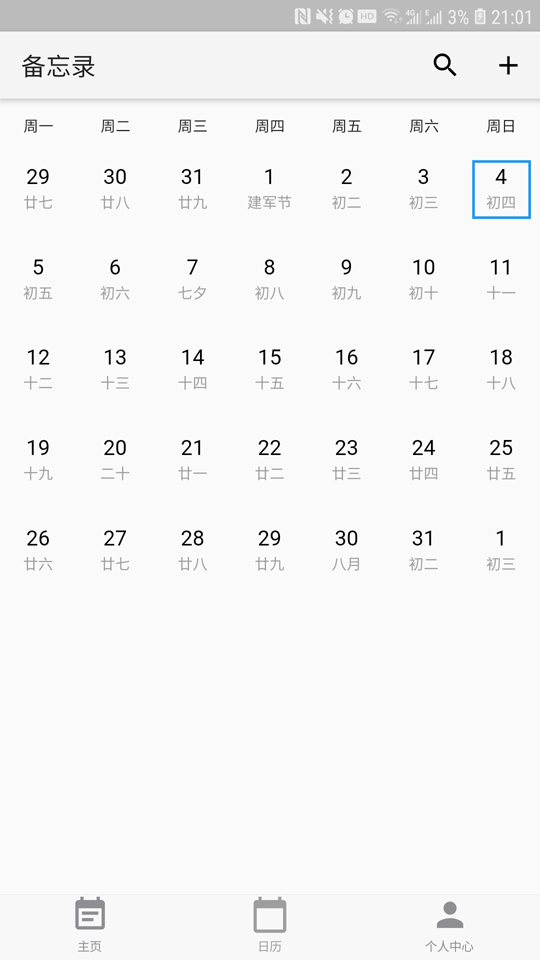 HD 4G E 3% 21:01
备忘录
周一 周二 周三 周四 周五 周六 周日
29 30 31 1 2 3 4
廿七 廿八 廿九 建军节 初二 初三 初四
5 6 7 8 9 10 11
初五 初六 七夕 初八 初九 初十 十一
12 13 14 15 16 17 18
十二 十三 十四 十五 十六 十七 十八
19 20 21 22 23 24 25
十九 二十 廿一 廿二 廿三 廿四 廿五
26 27 28 29 30 31 1
廿六 廿七 廿八 廿九 八月 初二 初三
主页 日历 个人中心